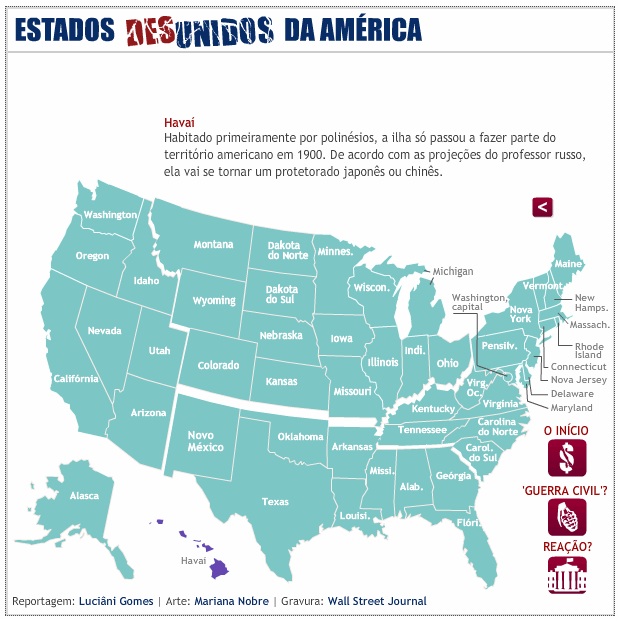 ESTADOS DESUNIDOS DA AMÉRICA
Havaí
Habitado primeiramente por polinésios, a ilha só passou a fazer parte do
território americano em 1900. De acordo com as projeções do professor russo,
ela vai se tornar um protetorado japonês ou chinês.
<
Washington
Oregon
Idaho
Montana
Wyoming
Dakota
do Norte
Dakota
do Sul
Nebraska
Minnes.
Wiscon.
Michigan
Washington,
capital
Maine
Vermont
New
Hamps.
Nova
York
Massach.
Rhode
Island
Connecticut
Nova Jersey
Delaware
Maryland
Pensilv.
Nevada
Utah
Colorado
Kansas
Iowa
Illinois
Indi.
Ohio
Missouri
Virg.
Oc.
Virginia
Kentucky
Califórnia
Arizona
Novo
México
Oklahoma
Arkansas
Tennessee
Carolina
do Norte
Carol.
do Sul
Texas
Missi.
Alab.
Geórgia
Louisi.
Flóri.
Alasca
Havaí
O INÍCIO
$
'GUERRA CIVIL'?
REAÇÃO?
Reportagem: Luciâni Gomes | Arte: Mariana Nobre | Gravura: Wall Street Journal